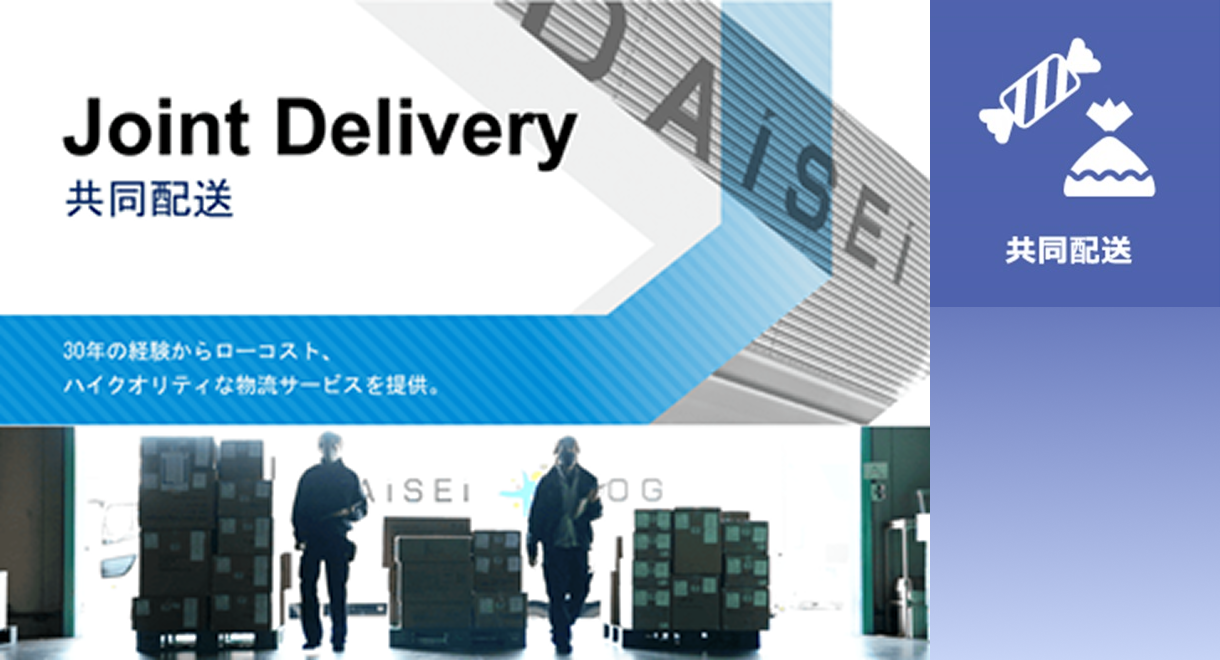 DAiSEi
Joint Delivery
共同配送
30年の経験からローコスト、
ハイクオリティな物流サービスを提供。
共同配送
AiSEi OG